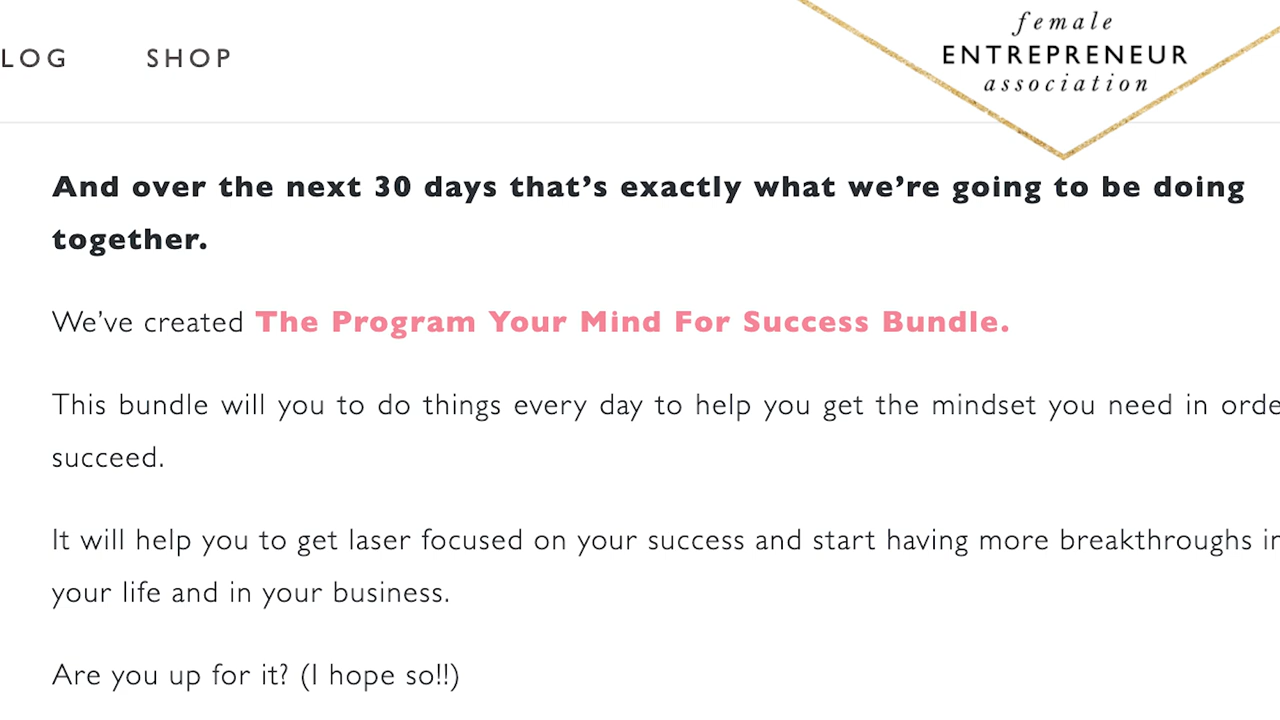 LOG SHOP
female
ENTREPRENEUR
association
And over the next 30 days that’s exactly what we’re going to be doing
together.
We’ve created The Program Your Mind For Success Bundle.
This bundle will you to do things every day to help you get the mindset you need in orde
succeed.
It will help you to get laser focused on your success and start having more breakthroughs in
your life and in your business.
Are you up for it? (I hope so!!)